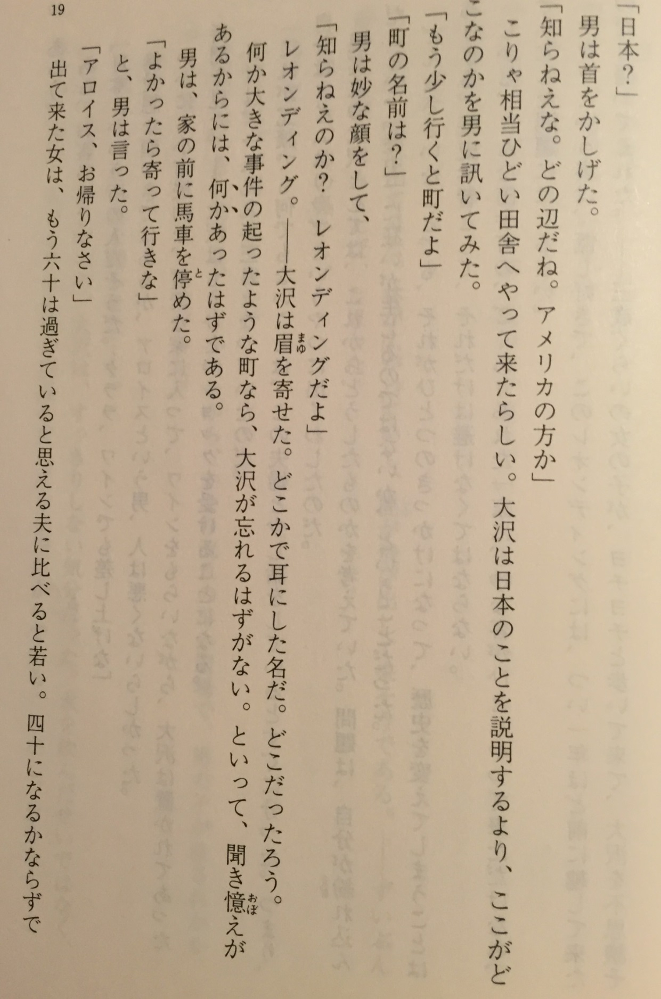 「日本?」
男は首をかしげた。
「知らねえな。どの辺だね。アメリカの方か」
こりゃ相当ひどい田舎へやって来たらしい。大沢は日本のことを説明するより、ここがど
こなのかを男に訊いてみた。
「もう少し行くと町だよ」
「町の名前は?」
男は妙な顔をして、
「知らねえのか? レオンディングだよ」
レオンディング。――大沢は眉を寄せた。どこかで耳にした名だ。どこだったろう。
何か大きな事件の起ったような町なら、大沢が忘れるはずがない。といって、聞き憶えが
あるからには、何かあったはずである。
男は、家の前に馬車を停めた。
「よかったら寄って行きな」
と、男は言った。
「アロイス、お帰りなさい」
出て来た女は、もう六十は過ぎていると思える夫に比べると若い。四十になるかならずで
19